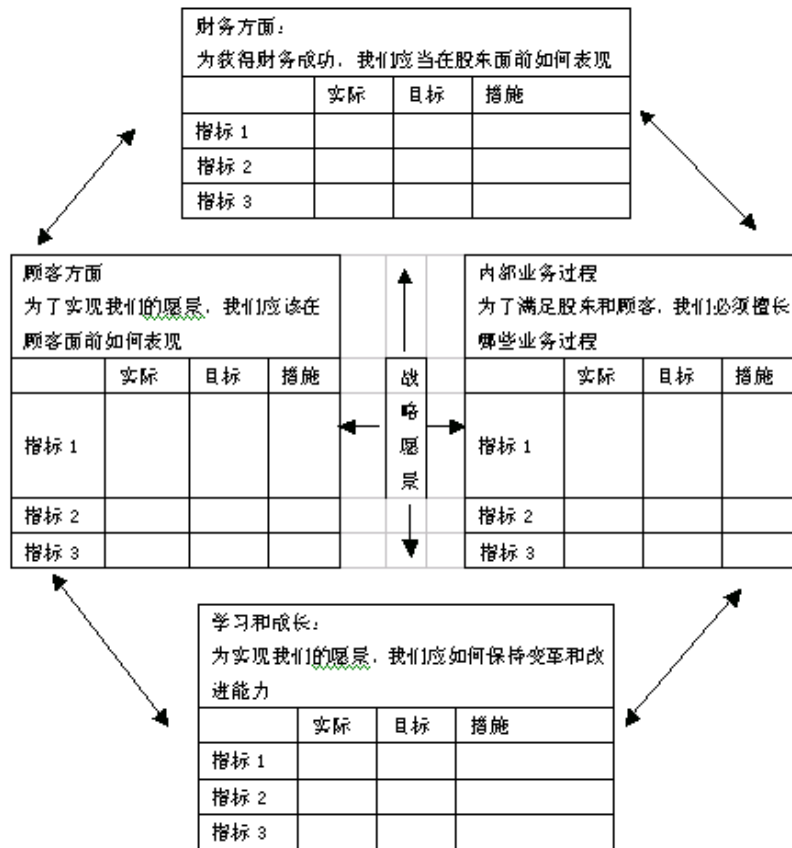 财务方面：
为获得财务成功，我们应当在股东面前如何表现
实际 目标 措施
指标 1
指标 2
指标 3
顾客方面
为了实现我们的愿景，我们应该在
顾客面前如何表现
实际 目标 措施
指标 1
指标 2
指标 3
战
略
愿
景
内部业务过程
为了满足股东和顾客，我们必须擅长
哪些业务过程
实际 目标 措施
指标 1
指标 2
指标 3
学习和成长：
为实现我们的愿景，我们应如何保持变革和改
进能力
实际 目标 措施
指标 1
指标 2
指标 3